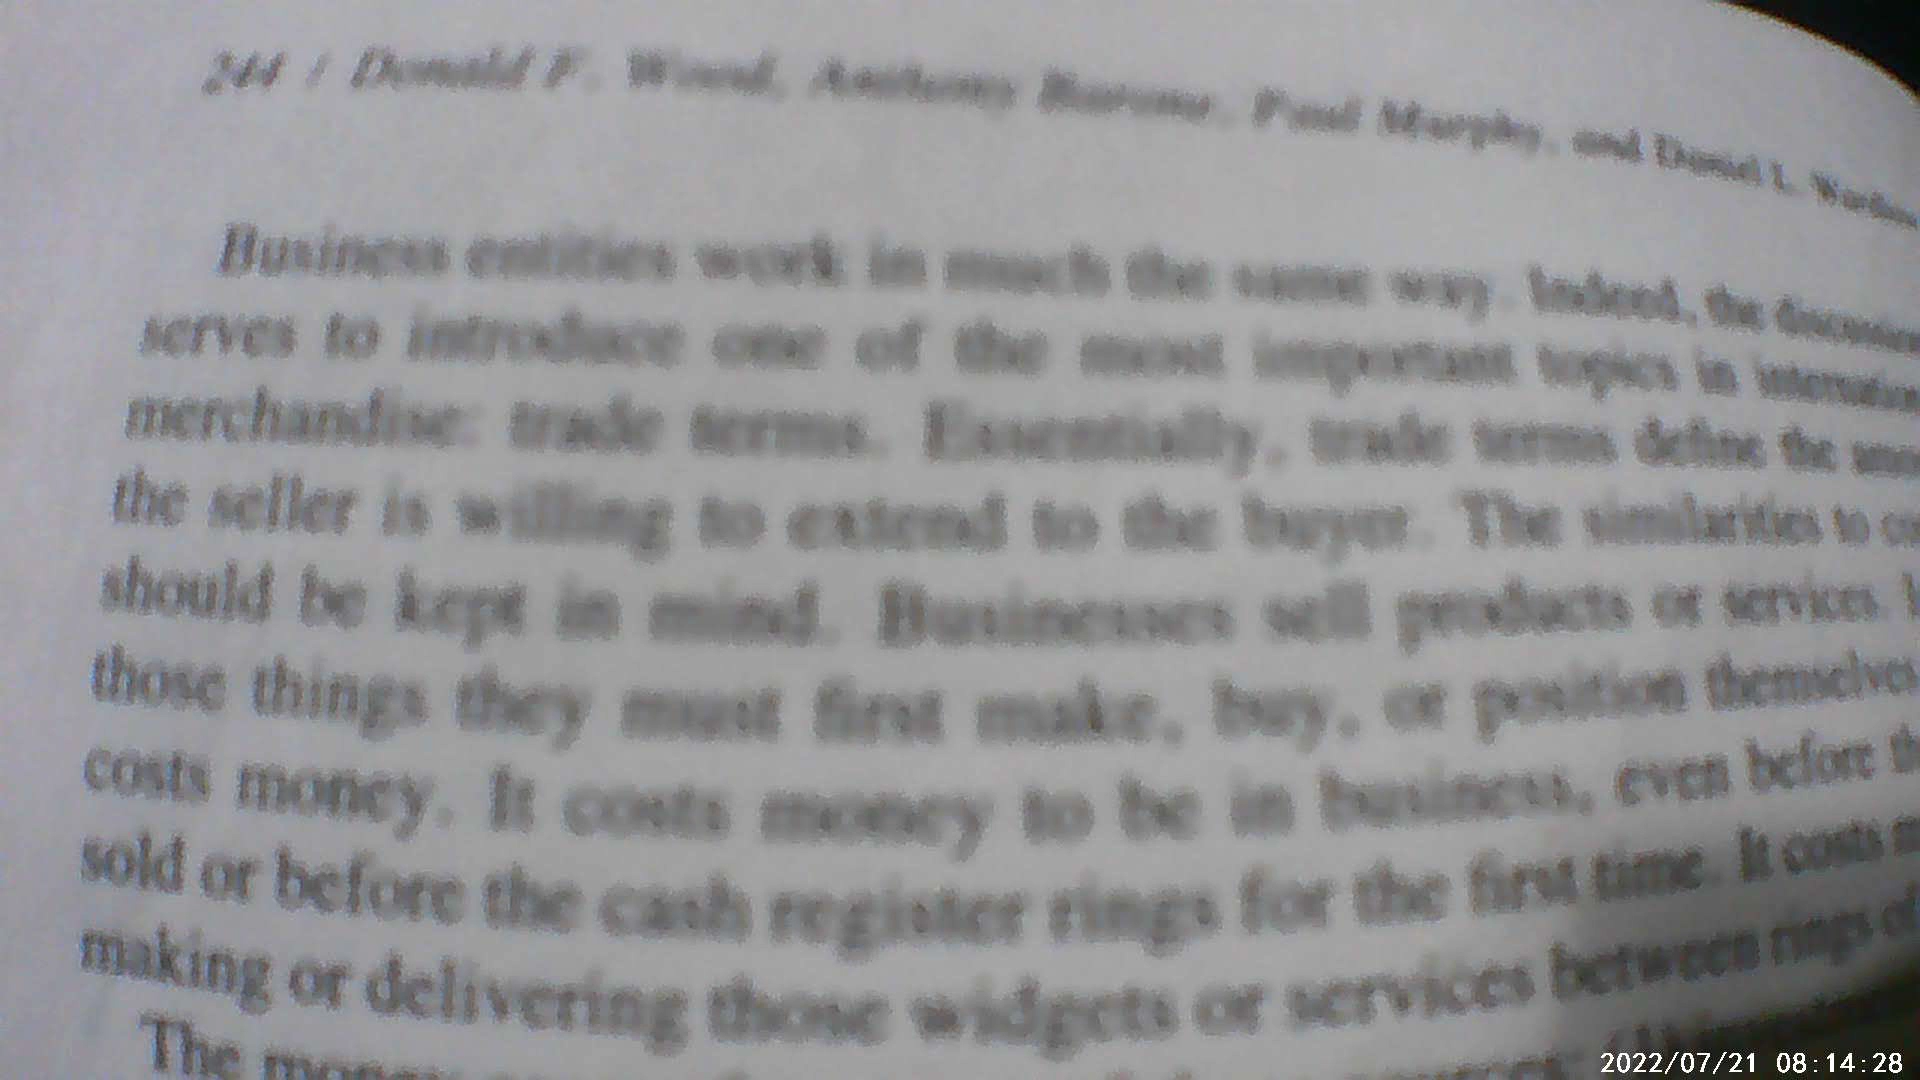 244 / Donald F. Wood, Anthony Barone, Paul Murphy, and Daniel L.
Business entities work in much the same way. Indeed, the
serves to introduce one of the most important topics in
merchandise: trade terms. Essentially, trade terms define the
the seller is willing to extend to the buyer. The similarities to
should be kept in mind. Businesses sell products or services.
those things they must first make, buy, or position themselves
costs money. It costs money to be in business, even before
sold or before the cash register rings for the first time. It costs
making or delivering those widgets or services between rings of
The money
2022/07/21 08:14:28